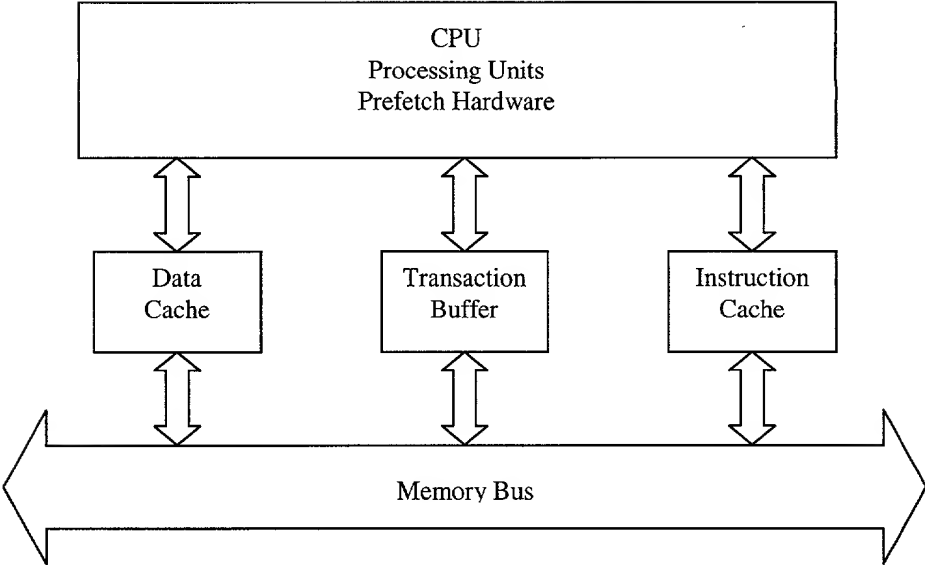 CPU
Processing Units
Prefetch Hardware
Data
Cache
Transaction
Buffer
Instruction
Cache
Memory Bus